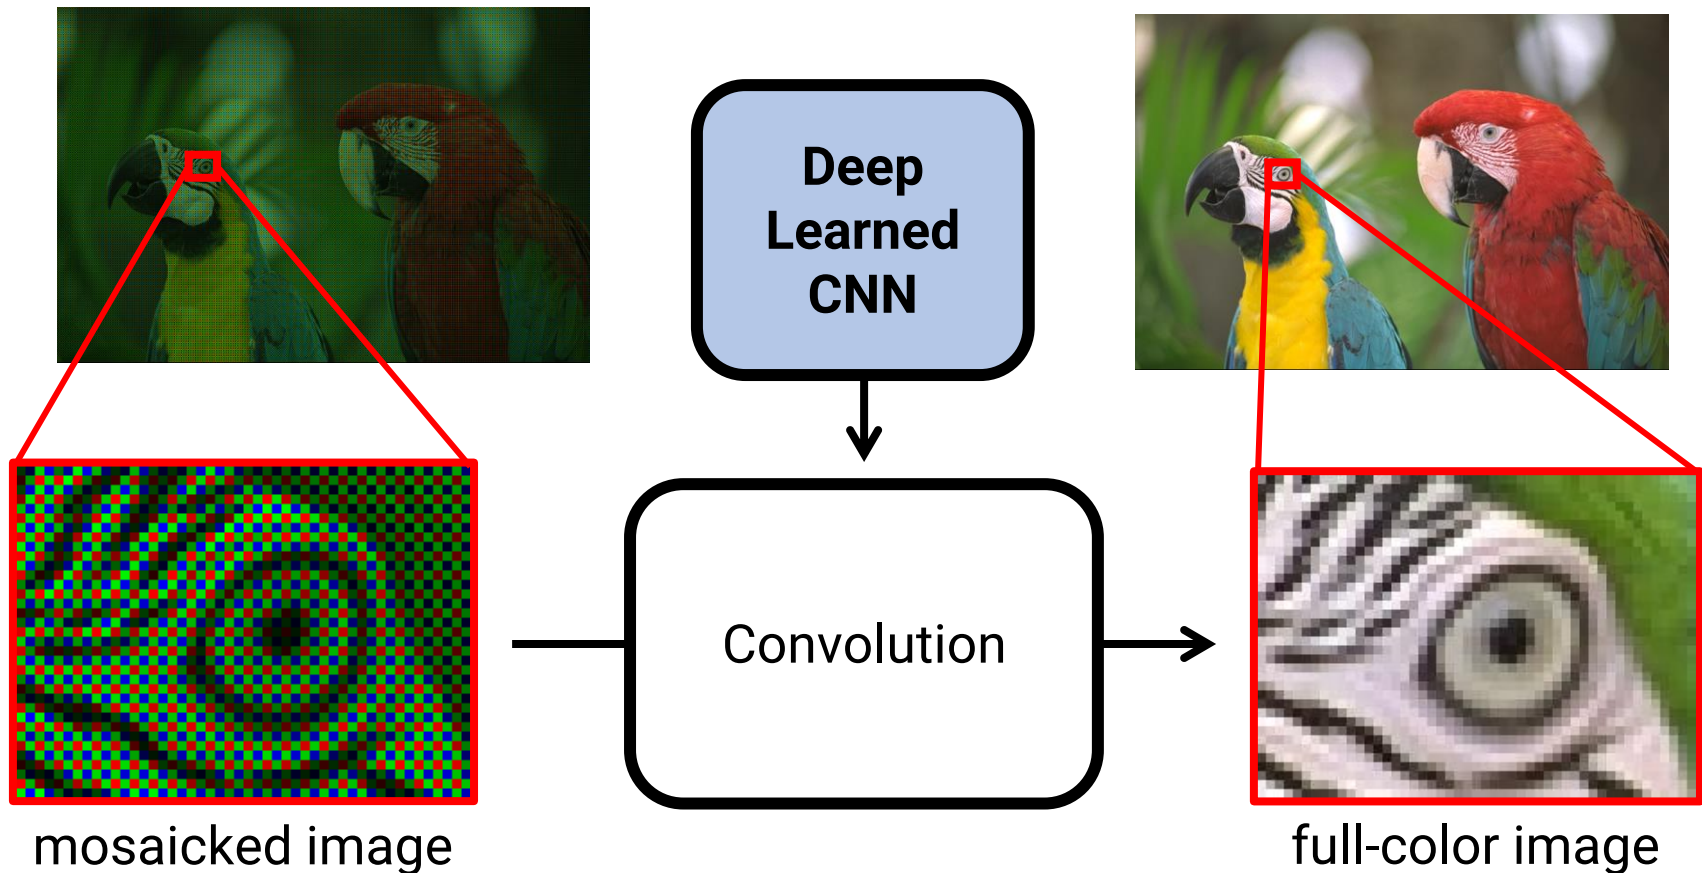 Deep
Learned
CNN
Convolution
mosaicked image
full-color image